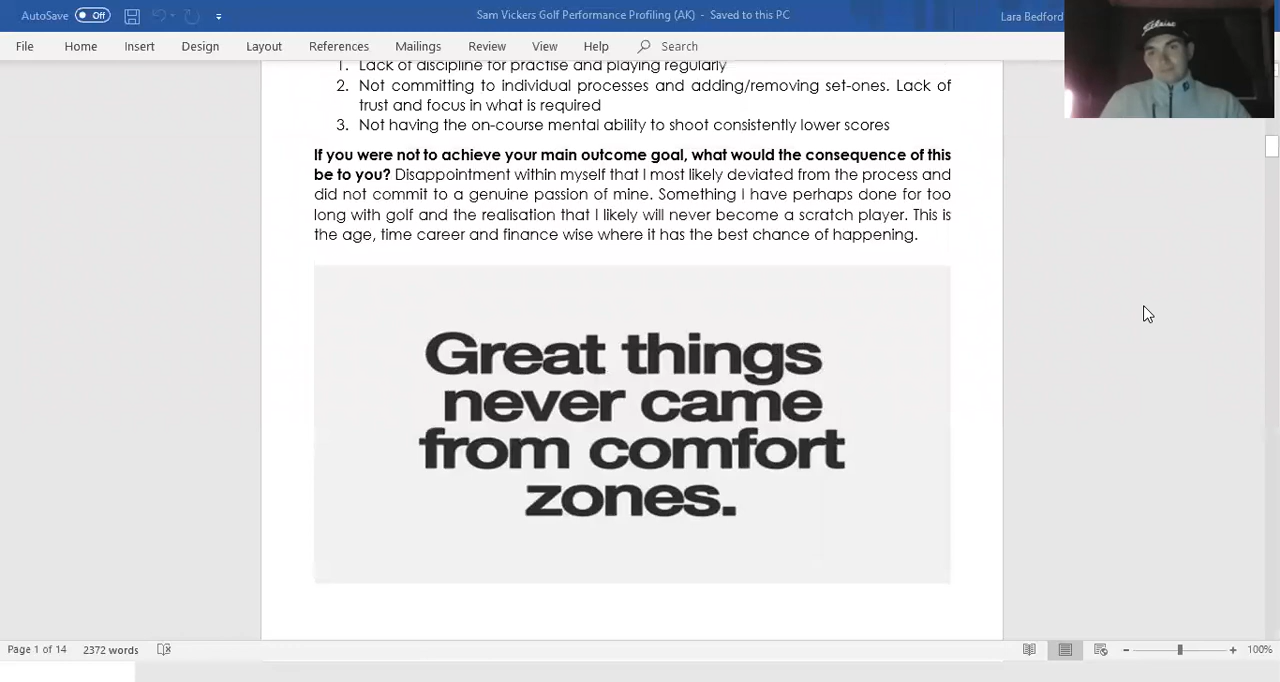 AutoSave Off Sam Vickers Golf Performance Profiling (AK) - Saved to this PC Lara Bedford
File Home Insert Design Layout References Mailings Review View Help Search
1. Lack of discipline for practise and playing regularly
2. Not committing to individual processes and adding/removing set-ones. Lack of
trust and focus in what is required
3. Not having the on-course mental ability to shoot consistently lower scores
If you were not to achieve your main outcome goal, what would the consequence of this
be to you? Disappointment within myself that I most likely deviated from the process and
did not commit to a genuine passion of mine. Something I have perhaps done for too
long with golf and the realisation that I likely will never become a scratch player. This is
the age, time career and finance wise where it has the best chance of happening.
Great things
never came
from comfort
zones.
Page 1 of 14 2372 words 100%